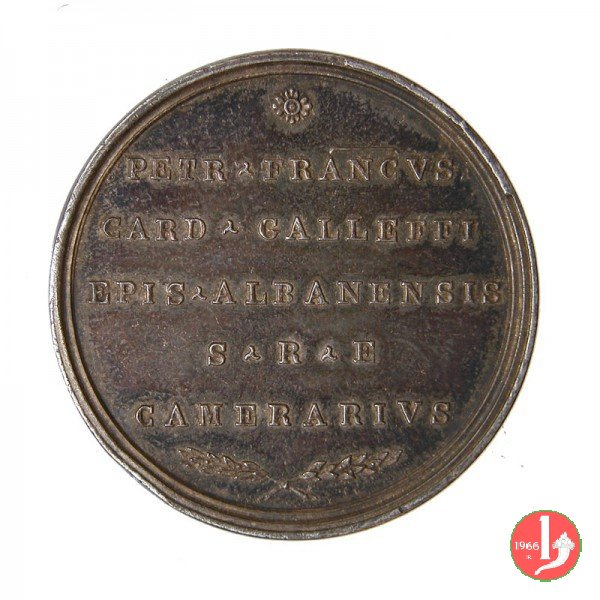 PETR · FRANCVS
CARD · GALLEFFI
EPIS · ALBANENSIS
S · R · E
CAMERARIVS
1966